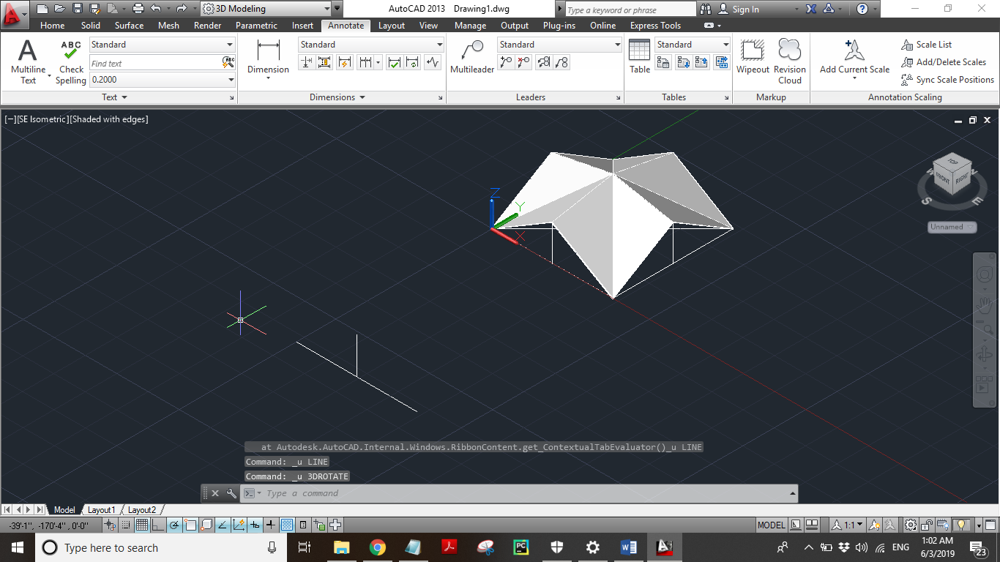 3D Modeling
AutoCAD 2013 Drawing1.dwg
Type a keyword or phrase
Sign In
Home Solid Surface Mesh Render Parametric Insert Annotate Layout View Manage Output Plug-ins Online Express Tools
A
Multiline
Text
ABC
Check
Spelling
Standard
Find text
ABC
0.2000
Text
Dimension
Standard
Dimensions
Multileader
Standard
Leaders
Table
Standard
Tables
Wipeout
Revision
Cloud
Markup
Add Current Scale
Scale List
Add/Delete Scales
Sync Scale Positions
Annotation Scaling
[−][SE Isometric][Shaded with edges]
TOP
FRONT
RIGHT
W
N
S
E
Unnamed
Z
Y
X
at Autodesk.AutoCAD.Internal.Windows.RibbonContent.get_ContextualTabEvaluator()_u LINE
Command: _u LINE
Command: _u 3DROTATE
Type a command
Model Layout1 Layout2
-39'-1", -170'-4", 0'-0"
MODEL
1:1
Type here to search
PC
W
ENG
1:02 AM
6/3/2019
23